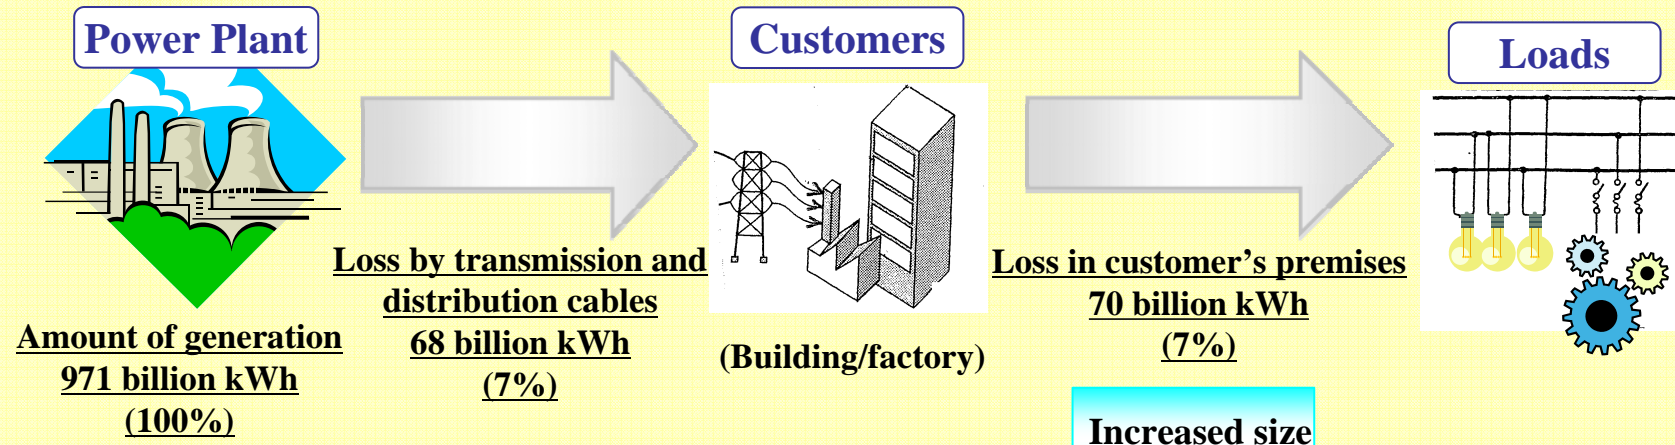 Power Plant
Customers
Loads
Loss by transmission and
distribution cables
68 billion kWh
(7%)
Loss in customer’s premises
70 billion kWh
(7%)
Amount of generation
971 billion kWh
(100%)
(Building/factory)
Increased size